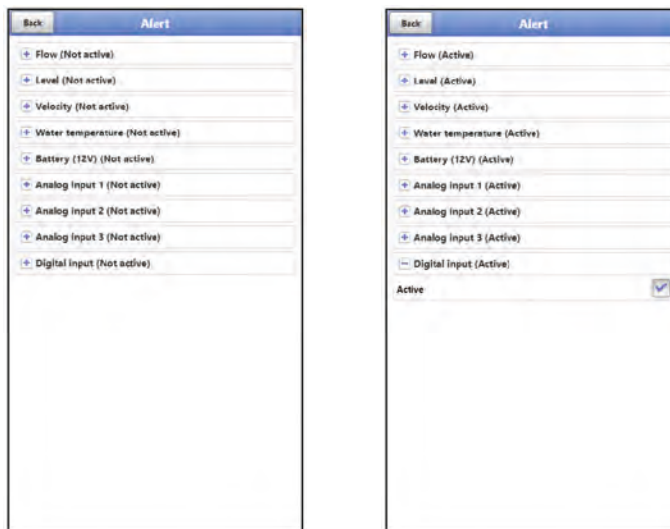 Back Alert
Flow (Not active)
Level (Not active)
Velocity (Not active)
Water temperature (Not active)
Battery (12V) (Not active)
Analog input 1 (Not active)
Analog input 2 (Not active)
Analog input 3 (Not active)
Digital input (Not active)
Back Alert
Flow (Active)
Level (Active)
Velocity (Active)
Water temperature (Active)
Battery (12V) (Active)
Analog input 1 (Active)
Analog input 2 (Active)
Analog input 3 (Active)
Digital input (Active)
Active